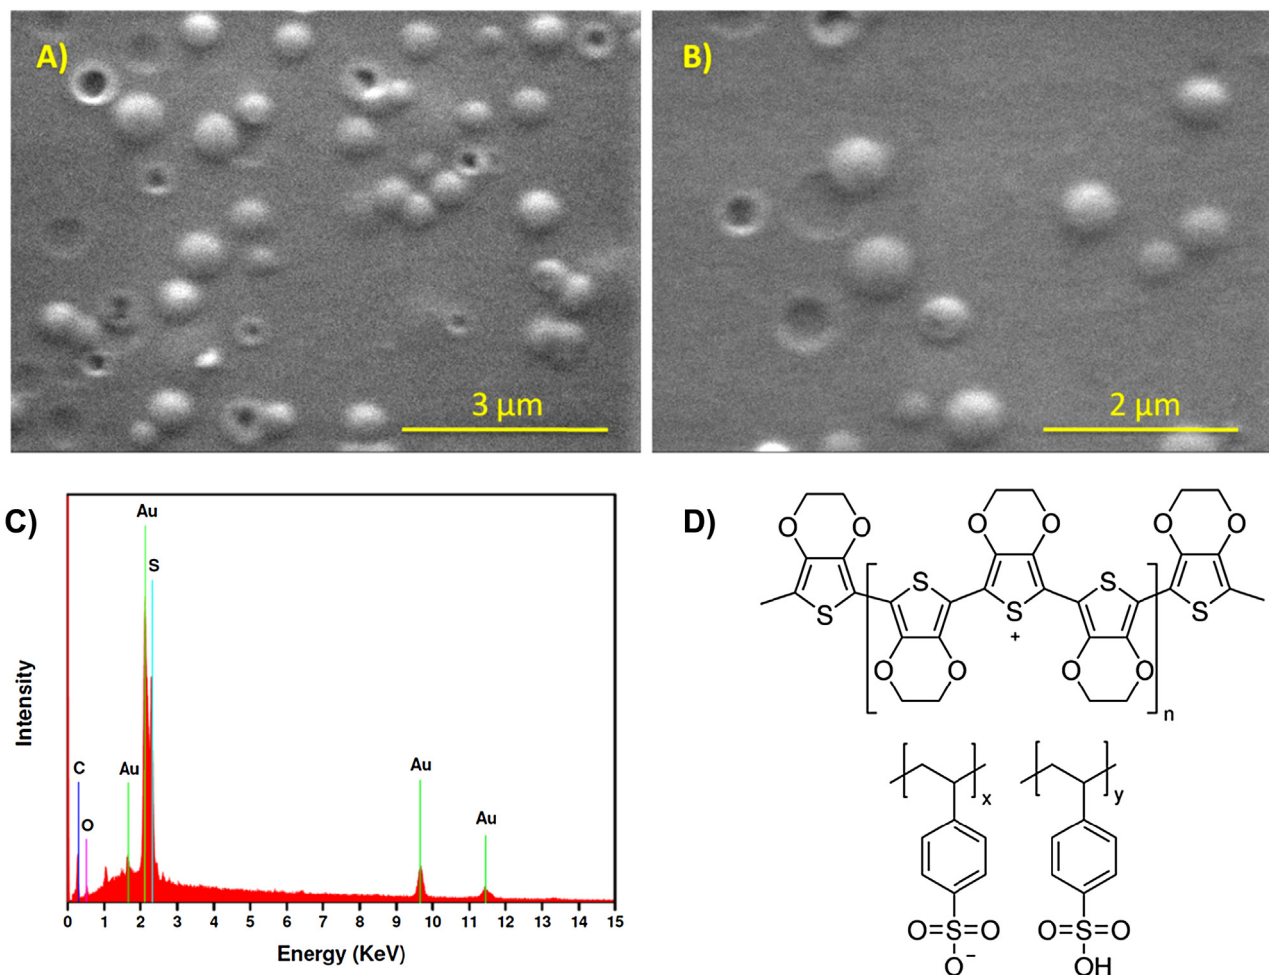 A)
B)
3 µm
2 µm
C)
Au
S
C
Au
O
Au
Au
Intensity
0 1 2 3 4 5 6 7 8 9 10 11 12 13 14 15
Energy (KeV)
D)
O O O O O O
S S S S S
+
O O O O
n
x y
O S O O S O
O− OH